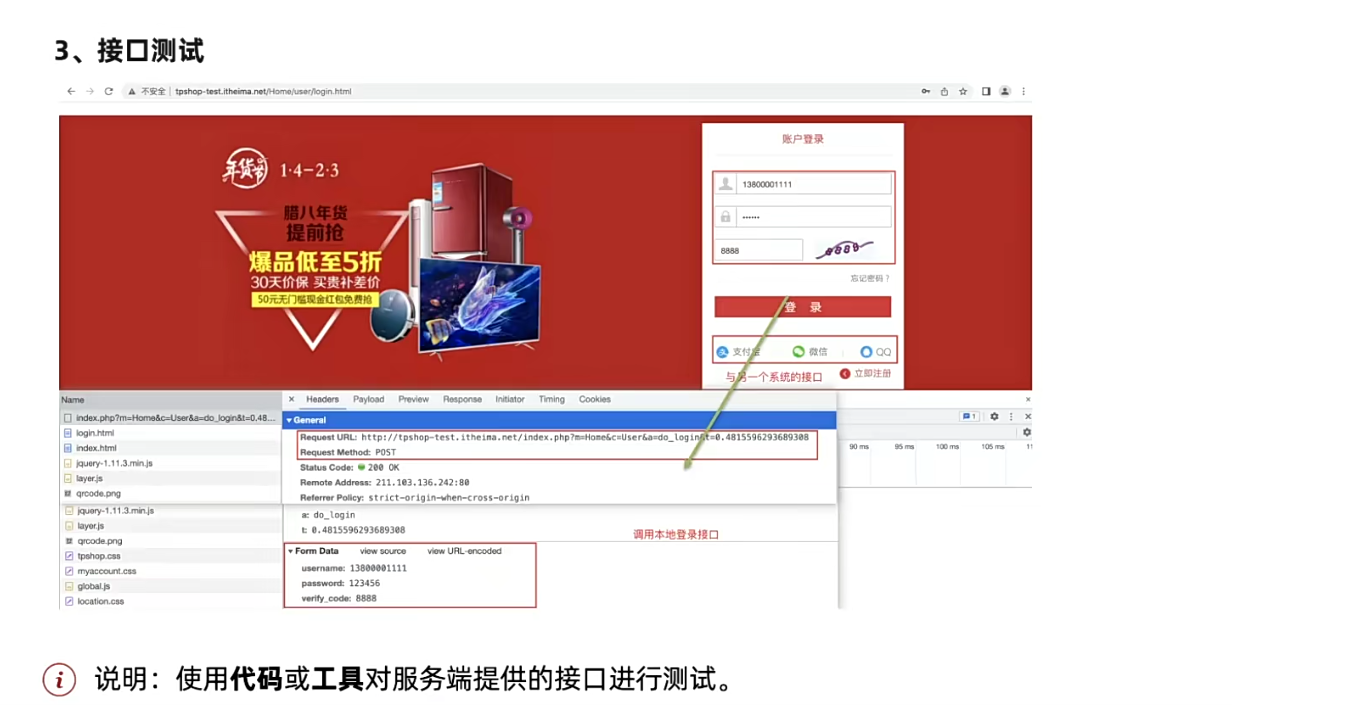 3、接口测试
不安全 | tpshop-test.itheima.net/Home/user/login.html
账户登录
年货节 1·4-2·3
13800001111
腊八年货
提前抢
爆品低至5折
8888
8888
30天价保 买贵补差价
忘记密码？
50元无门槛现金红包免费抢
登 录
支付宝 微信 QQ
与另一个系统的接口 立即注册
Name
× Headers Payload Preview Response Initiator Timing Cookies ×
index.php?m=Home&c=User&a=do_login&t=0.48...
General
1
login.html
Request URL: http://tpshop-test.itheima.net/index.php?m=Home&c=User&a=do_login&t=0.4815596293689308
index.html
Request Method: POST
90 ms 95 ms 100 ms 105 ms 11
jquery-1.11.3.min.js
Status Code: 200 OK
layer.js
Remote Address: 211.103.136.242:80
qrcode.png
Referrer Policy: strict-origin-when-cross-origin
jquery-1.11.3.min.js
a: do_login
layer.js
t: 0.4815596293689308
调用本地登录接口
qrcode.png
Form Data view source view URL-encoded
tpshop.css
username: 13800001111
myaccount.css
password: 123456
global.js
verify_code: 8888
location.css
说明：使用代码或工具对服务端提供的接口进行测试。